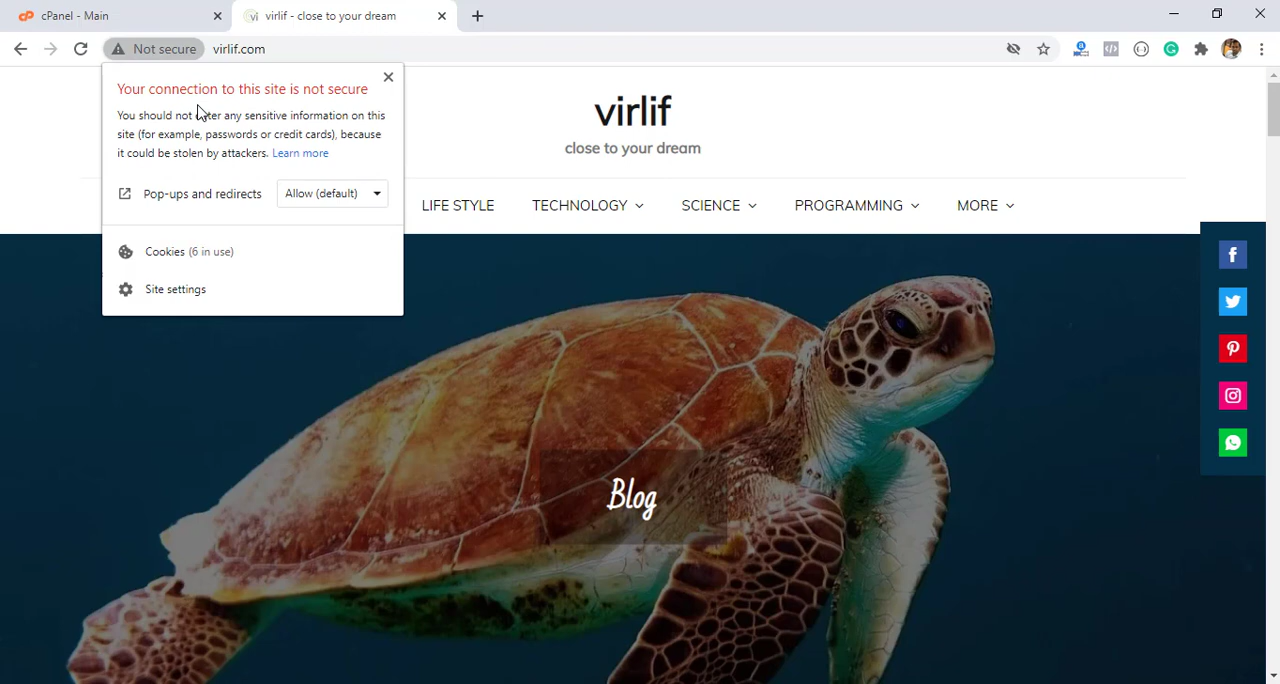 cPanel - Main
virlif - close to your dream
Not secure
virlif.com
Your connection to this site is not secure
You should not enter any sensitive information on this
site (for example, passwords or credit cards), because
it could be stolen by attackers. Learn more
Pop-ups and redirects
Allow (default)
Cookies (6 in use)
Site settings
virlif
close to your dream
LIFE STYLE
TECHNOLOGY
SCIENCE
PROGRAMMING
MORE
Blog